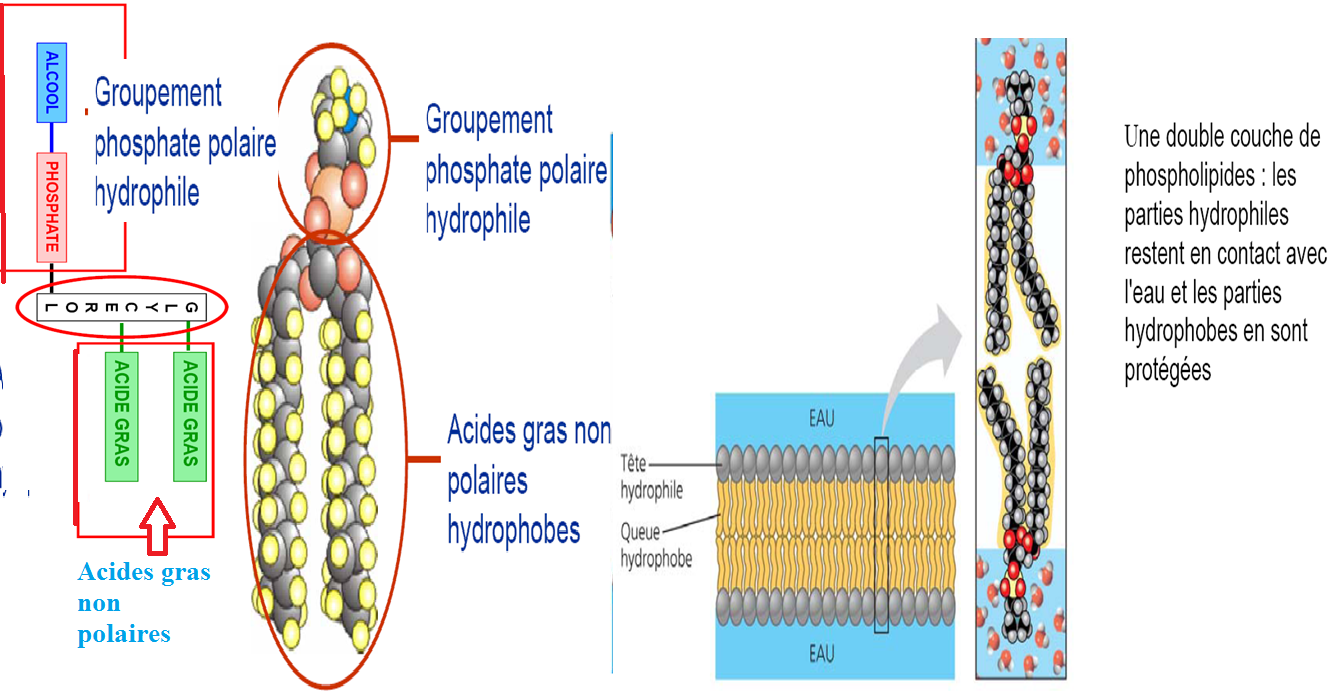 ALCOOL
PHOSPHATE
GLYCEROL
ACIDE GRAS
ACIDE GRAS
Groupement
phosphate polaire
hydrophile
Acides gras
non
polaires
Groupement
phosphate polaire
hydrophile
Acides gras non
polaires
hydrophobes
EAU
Tête
hydrophile
Queue
hydrophobe
EAU
Une double couche de
phospholipides : les
parties hydrophiles
restent en contact avec
l'eau et les parties
hydrophobes en sont
protégées